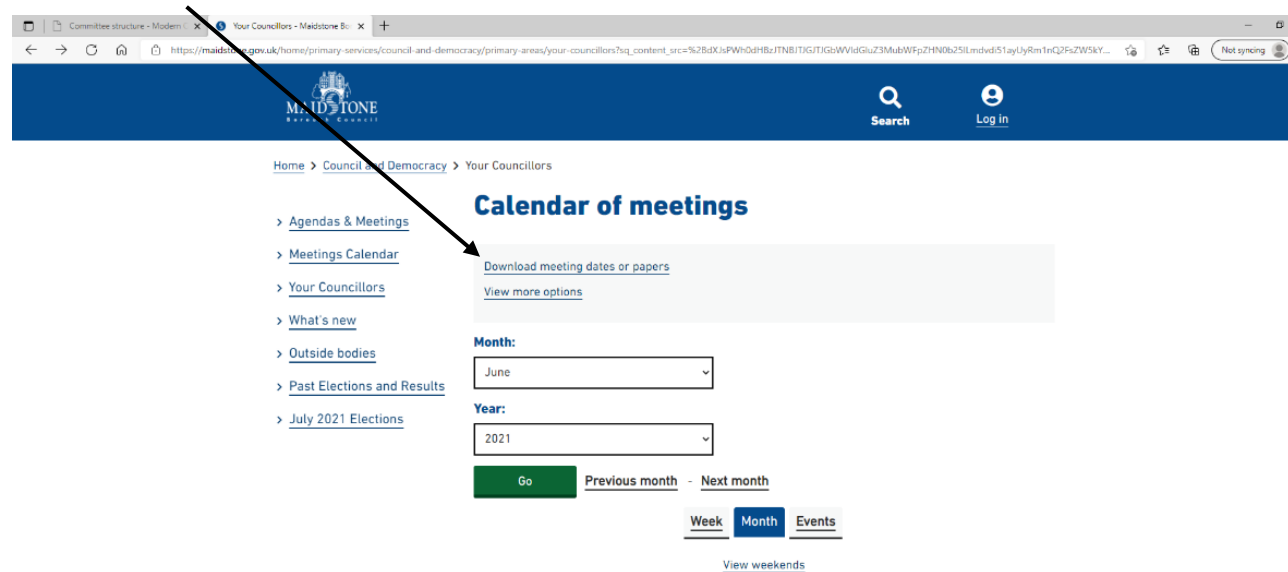 Committee structure - Modern
Your Councillors - Maidstone Bo
Not syncing
MAIDSTONE
Borough Council
Search
Log in
Home > Council and Democracy > Your Councillors
Calendar of meetings
> Agendas & Meetings
> Meetings Calendar
> Your Councillors
> What's new
> Outside bodies
> Past Elections and Results
> July 2021 Elections
Download meeting dates or papers
View more options
Month:
June
Year:
2021
Go
Previous month - Next month
Week Month Events
View weekends